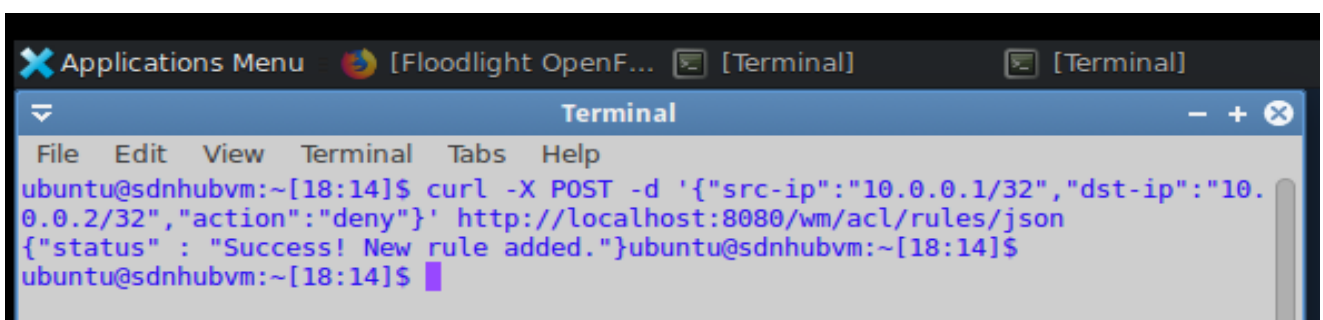 Applications Menu [Floodlight OpenF... [Terminal] [Terminal]
Terminal
File Edit View Terminal Tabs Help
ubuntu@sdnhubvm:~[18:14]$ curl -X POST -d '{"src-ip":"10.0.0.1/32","dst-ip":"10.
0.0.2/32","action":"deny"}' http://localhost:8080/wm/acl/rules/json
{"status" : "Success! New rule added."}ubuntu@sdnhubvm:~[18:14]$
ubuntu@sdnhubvm:~[18:14]$